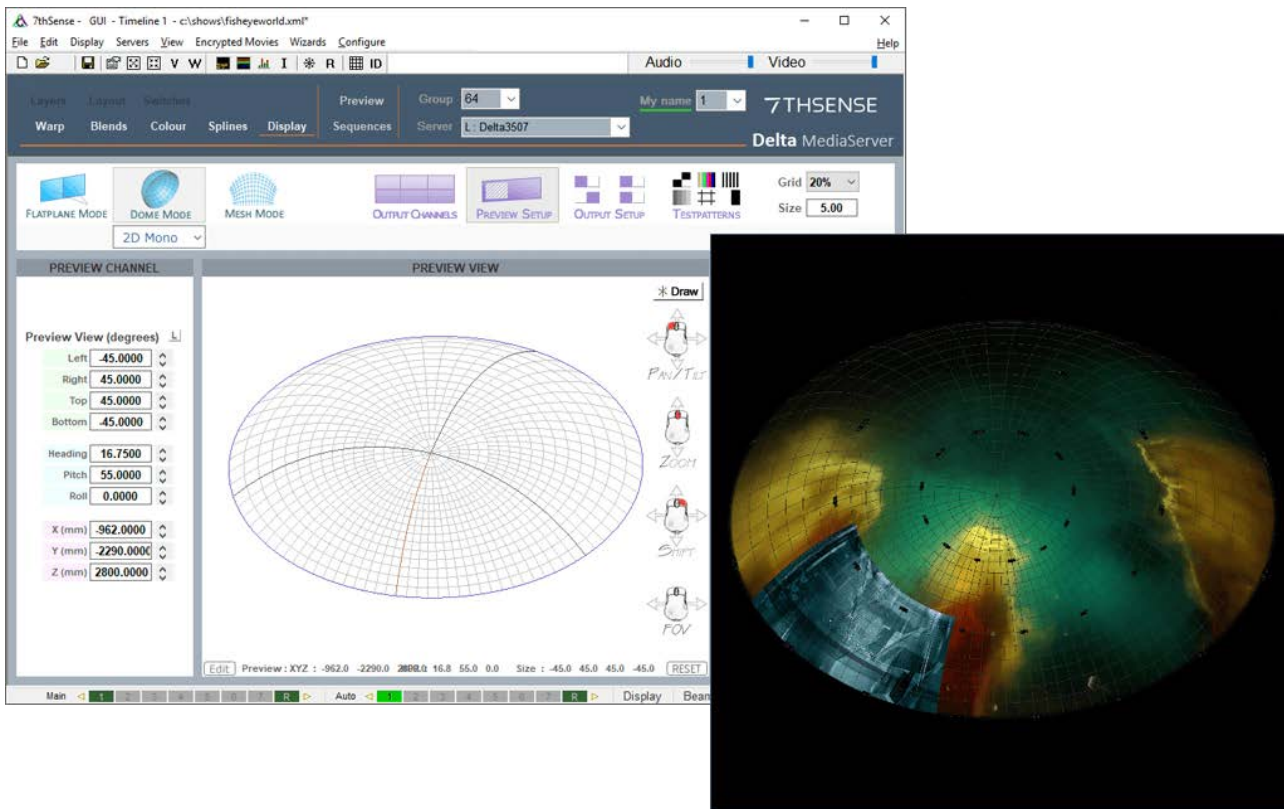 7thSense - GUI - Timeline 1 - c:\shows\fisheyeworld.xml*
File Edit Display Servers View Encrypted Movies Wizards Configure Help
V W I R ID Audio Video
Layers Layout Switches Preview Group 64 My name 1 7THSENSE
Warp Blends Colour Splines Display Sequences Server L : Delta3507
Delta MediaServer
FLATPLANE MODE DOME MODE MESH MODE OUTPUT CHANNELS PREVIEW SETUP OUTPUT SETUP TESTPATTERNS
Grid 20%
Size 5.00
2D Mono
PREVIEW CHANNEL PREVIEW VIEW
Draw
Preview View (degrees) L
Left -45.0000
Right 45.0000
Top 45.0000
Bottom -45.0000
Heading 16.7500
Pitch 55.0000
Roll 0.0000
X (mm) -962.0000
Y (mm) -2290.0000
Z (mm) 2800.0000
PAN/TILT
ZOOM
SHIFT
FOV
Edit Preview : XYZ : -962.0 -2290.0 16.8 55.0 0.0 Size : -45.0 45.0 45.0 -45.0 RESET
Main 1 2 3 4 5 6 7 R Auto 1 2 3 4 5 6 7 R Display Bean